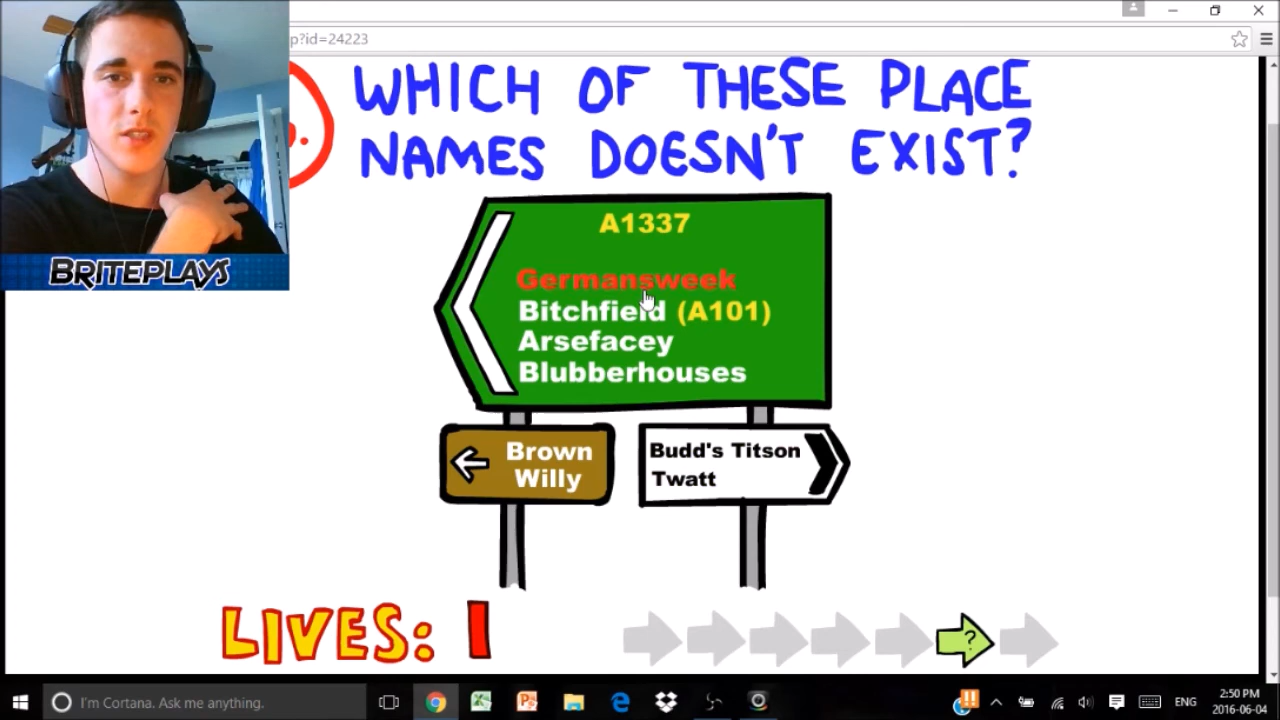 p?id=24223
WHICH OF THESE PLACE
NAMES DOESN'T EXIST?
A1337
Germansweek
Bitchfield (A101)
Arsefacey
Blubberhouses
BRITEPLAYS
Brown
Willy
Budd's Titson
Twatt
LIVES: 1
?
I'm Cortana. Ask me anything.
ENG
2:50 PM
2016-06-04